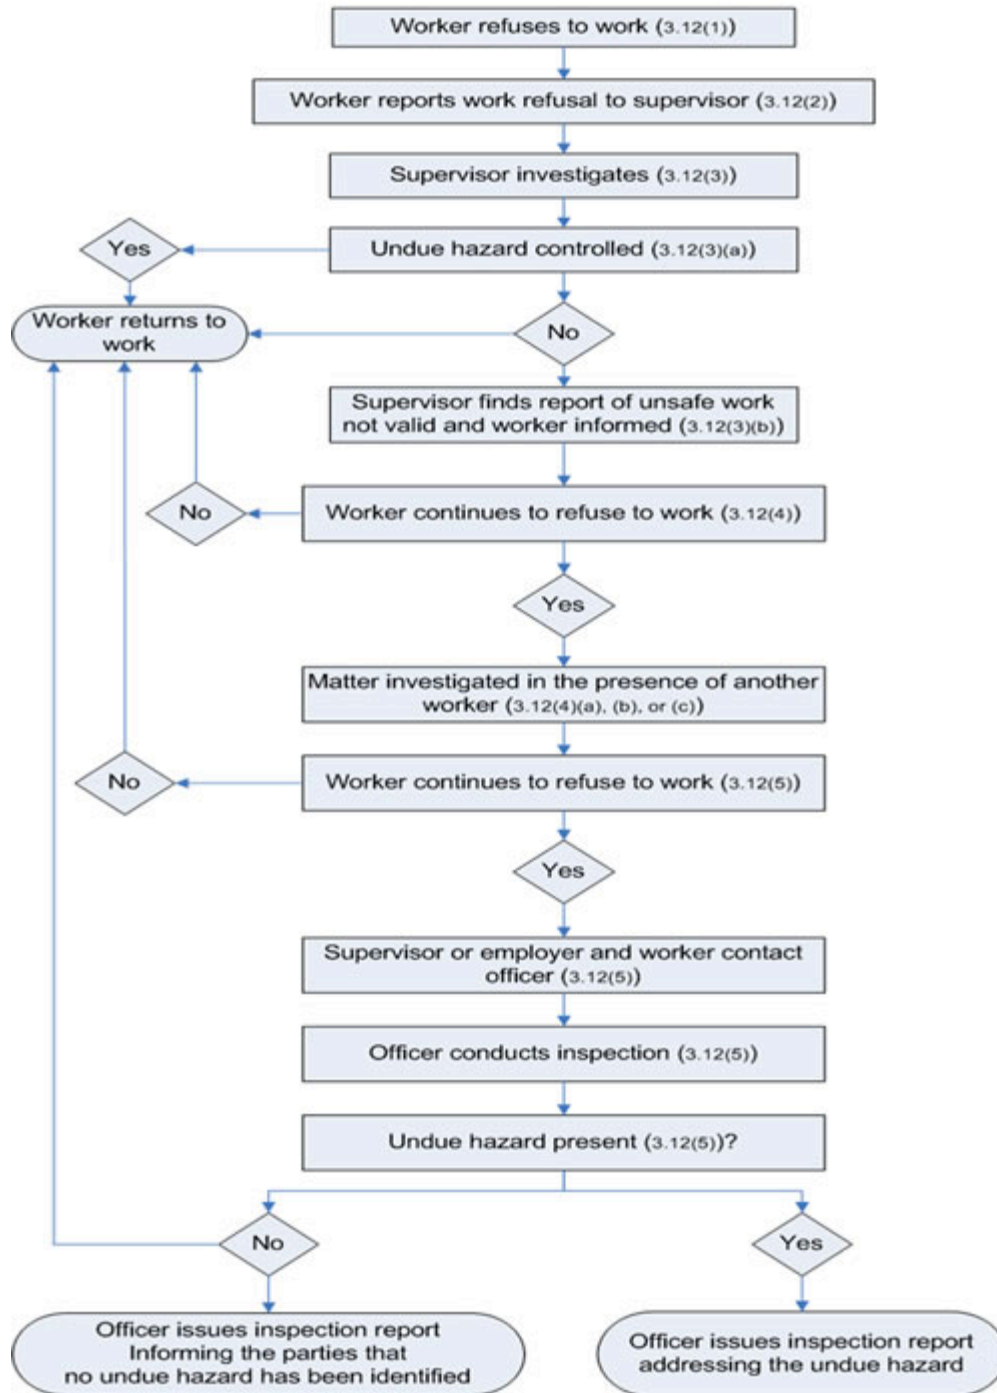 Worker refuses to work (3.12(1))
Worker reports work refusal to supervisor (3.12(2))
Supervisor investigates (3.12(3))
Yes
Undue hazard controlled (3.12(3)(a))
Worker returns to
work
No
Supervisor finds report of unsafe work
not valid and worker informed (3.12(3)(b))
No
Worker continues to refuse to work (3.12(4))
Yes
Matter investigated in the presence of another
worker (3.12(4)(a), (b), or (c))
No
Worker continues to refuse to work (3.12(5))
Yes
Supervisor or employer and worker contact
officer (3.12(5))
Officer conducts inspection (3.12(5))
Undue hazard present (3.12(5))?
No
Yes
Officer issues inspection report
Informing the parties that
no undue hazard has been identified
Officer issues inspection report
addressing the undue hazard